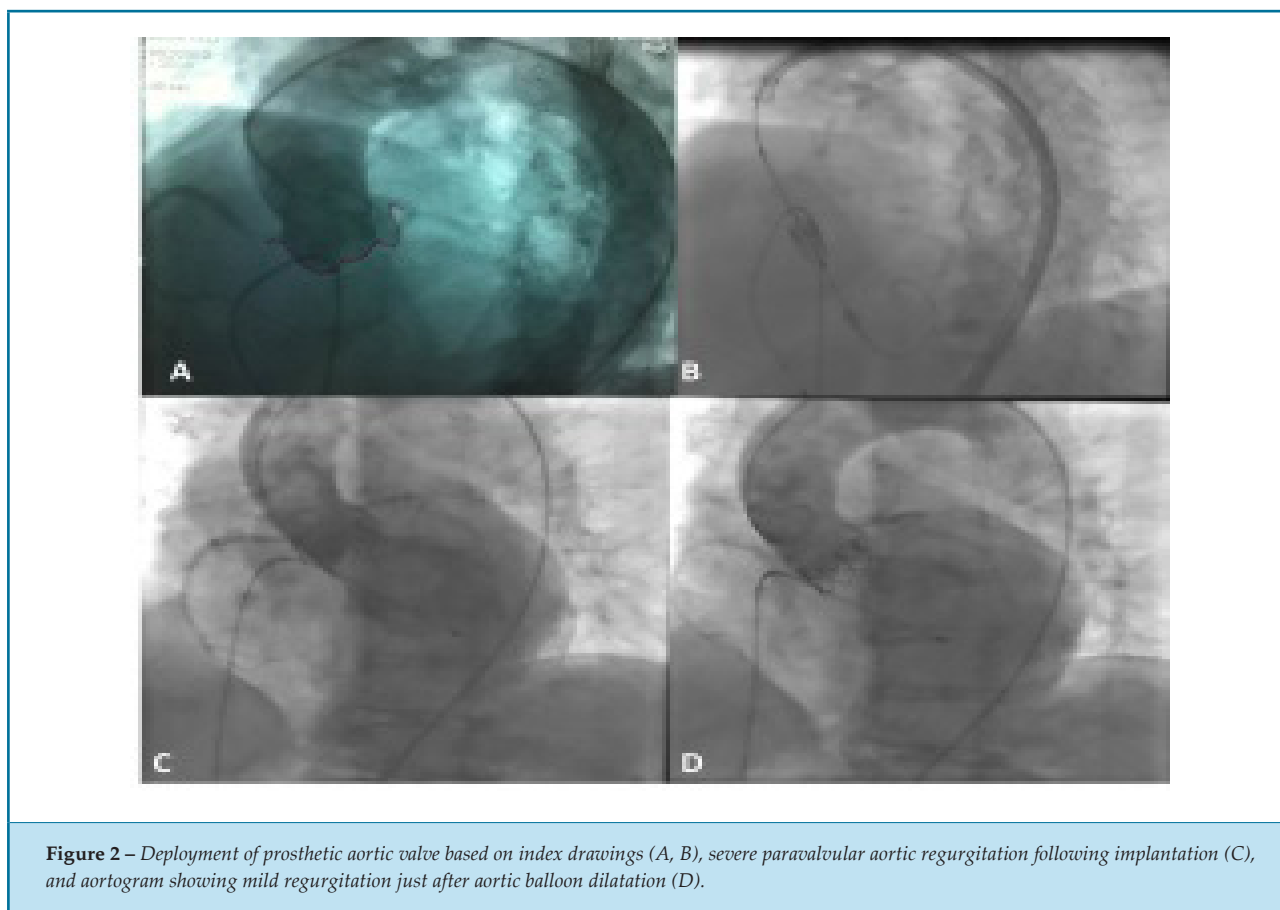 A
B
C
D
Figure 2 – Deployment of prosthetic aortic valve based on index drawings (A, B), severe paravalvular aortic regurgitation following implantation (C),
and aortogram showing mild regurgitation just after aortic balloon dilatation (D).